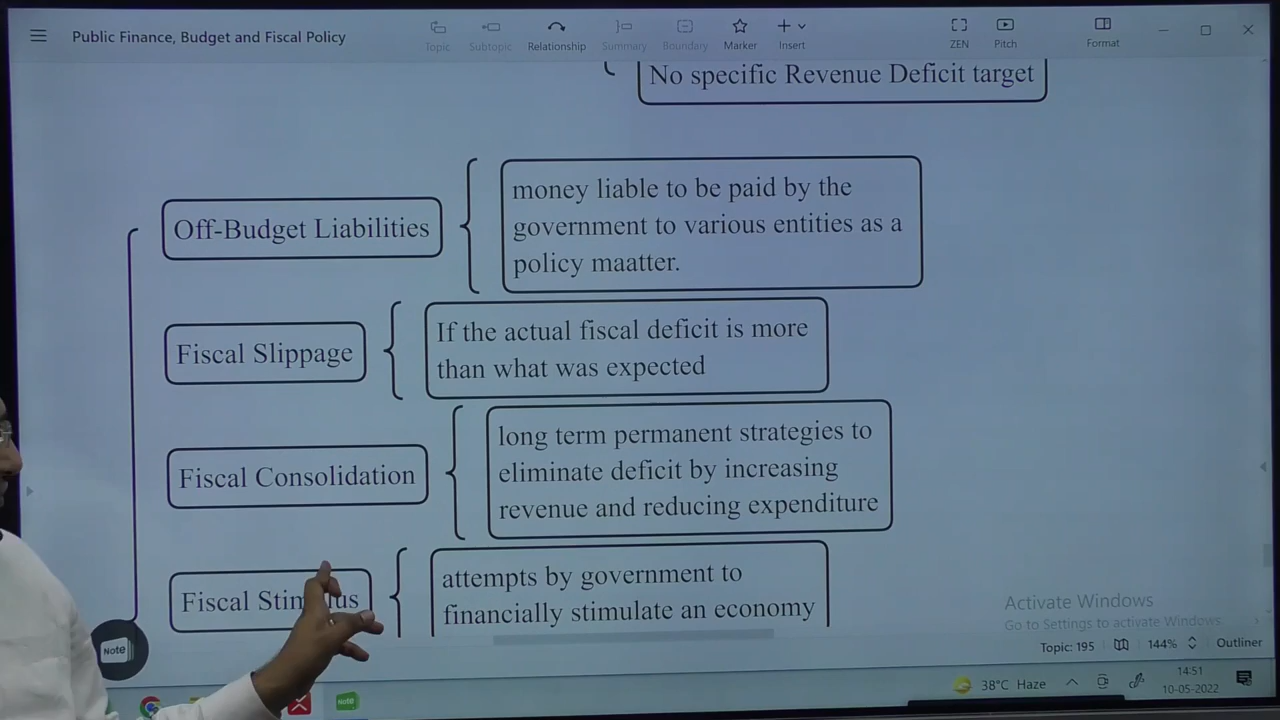 Public Finance, Budget and Fiscal Policy
Topic
Subtopic
Relationship
Summary
Boundary
Marker
Insert
ZEN
Pitch
Format
No specific Revenue Deficit target
Off-Budget Liabilities
money liable to be paid by the
government to various entities as a
policy maatter.
Fiscal Slippage
If the actual fiscal deficit is more
than what was expected
Fiscal Consolidation
long term permanent strategies to
eliminate deficit by increasing
revenue and reducing expenditure
Fiscal Stimulus
attempts by government to
financially stimulate an economy
Activate Windows
Go to Settings to activate Windows
Note
Topic: 195
144%
Outliner
Note
38°C Haze
14:51
10-05-2022